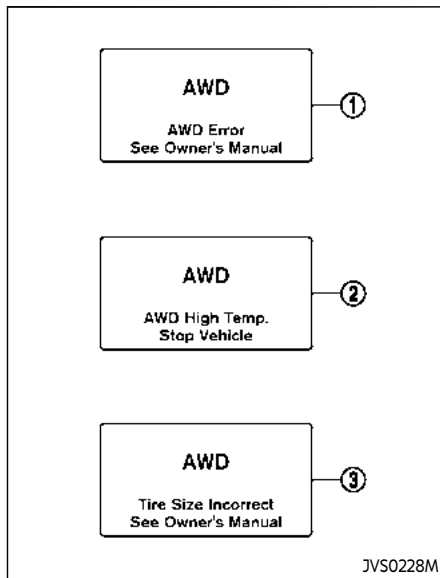 AWD
AWD Error
See Owner's Manual
①
AWD
AWD High Temp.
Stop Vehicle
②
AWD
Tire Size Incorrect
See Owner's Manual
③
JVS0228M